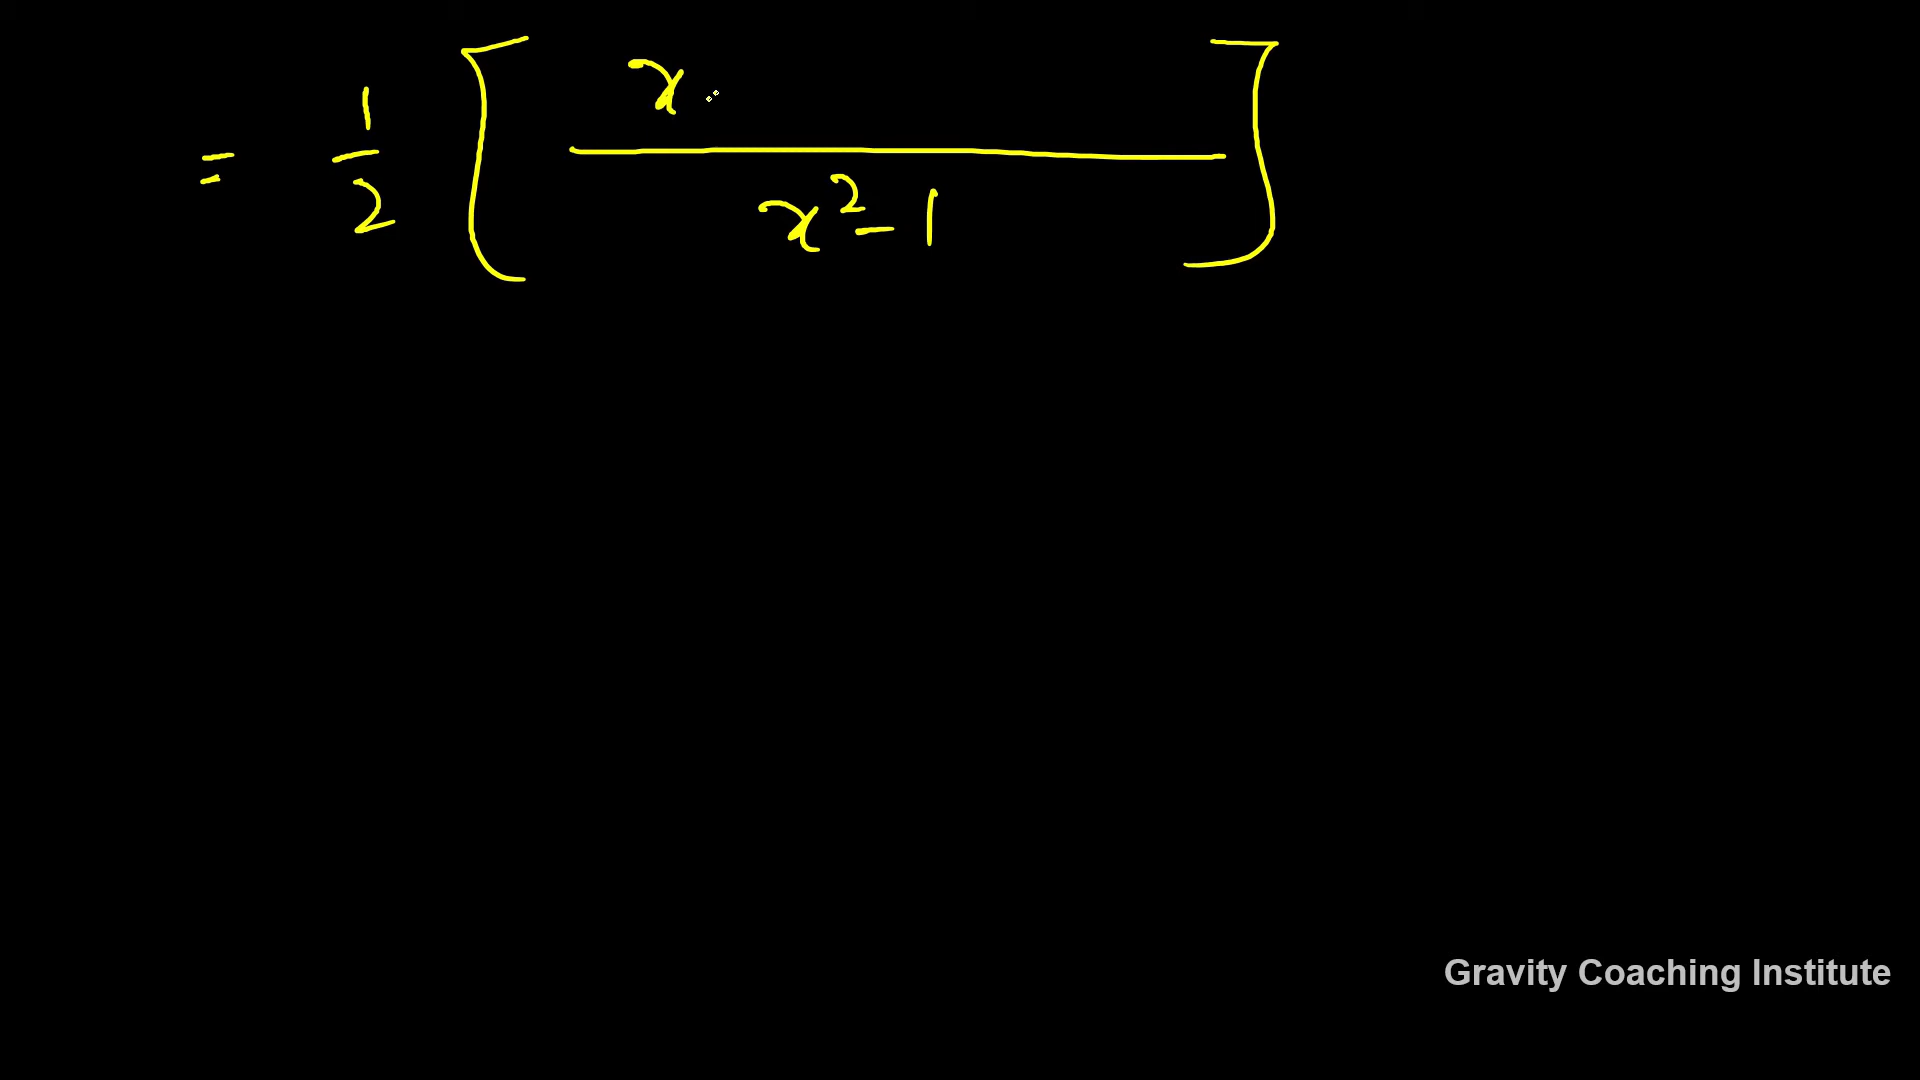 = 1/2 [ x / x² - 1 ]
Gravity Coaching Institute